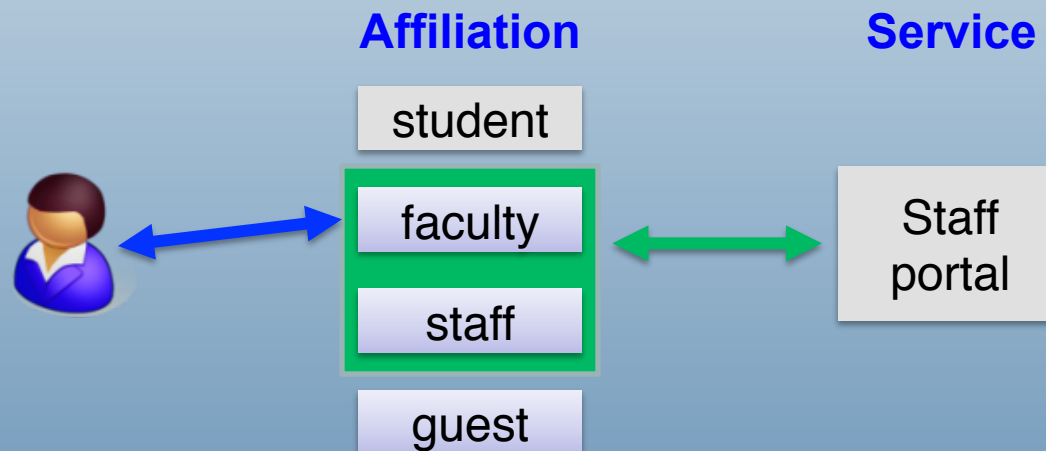 Affiliation
Service
student
faculty
staff
guest
Staff
portal